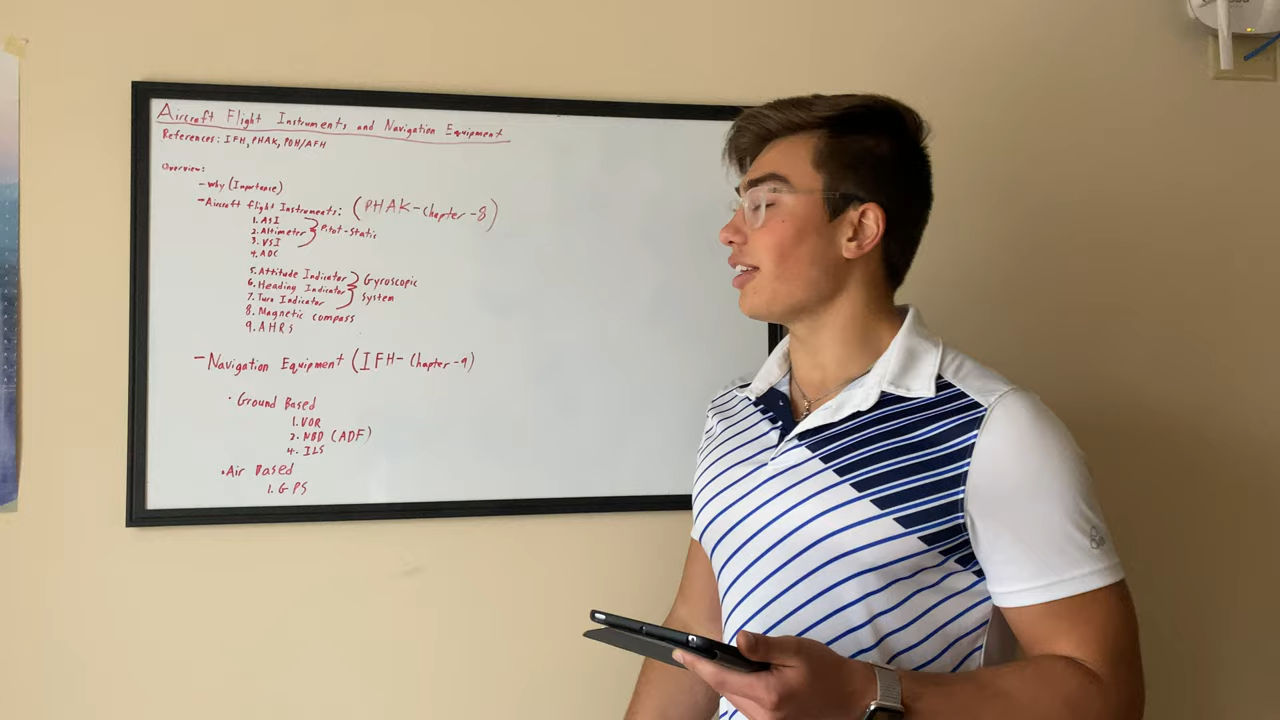 Aircraft Flight Instruments and Navigation Equipment
References: IFH, PHAK, POH/AFH
Overview:
- Why (Importance)
- Aircraft flight Instruments: (PHAK-Chapter-8)
1. ASI
2. Altimeter
3. VSI
Pitot-Static
4. ADC
5. Attitude Indicator
6. Heading Indicator
7. Turn Indicator
Gyroscopic
System
8. Magnetic compass
9. AHRS
- Navigation Equipment (IFH- Chapter-9)
• Ground Based
1. VOR
2. NBD (ADF)
4. ILS
• Air Based
1. GPS